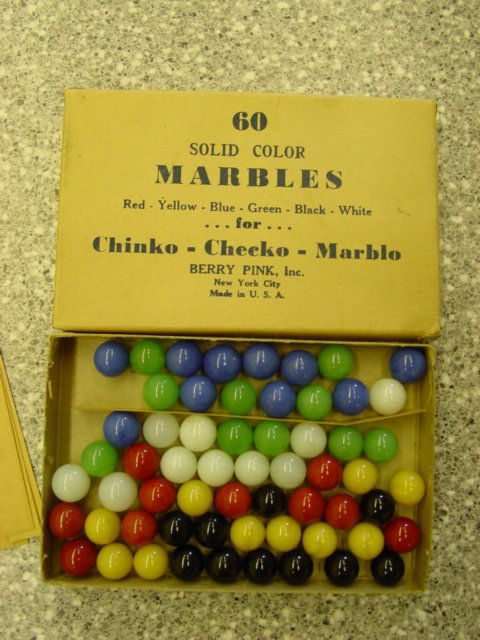 60
SOLID COLOR
MARBLES
Red - Yellow - Blue - Green - Black - White
. . . for . . .
Chinko - Checko - Marblo
BERRY PINK, Inc.
New York City
Made in U. S. A.